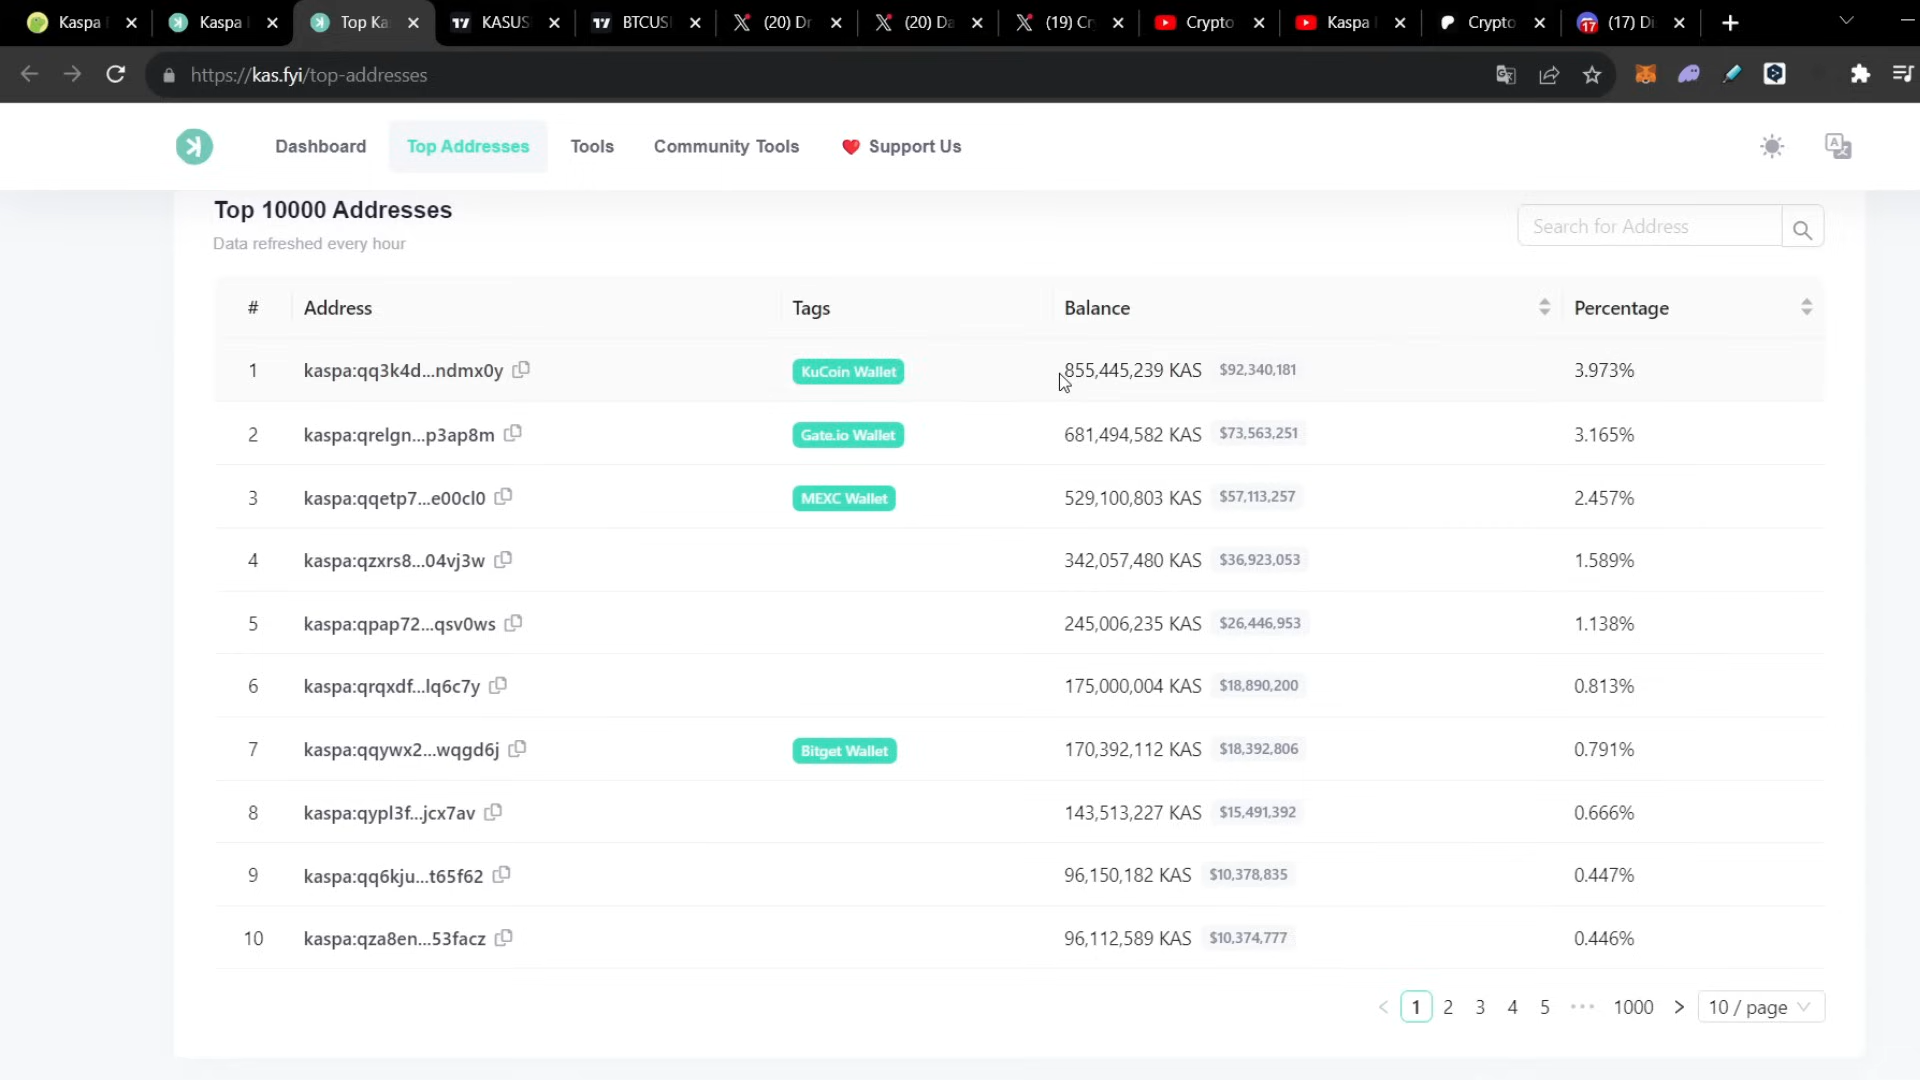 Kaspa
Kaspa
Top Ka
KASUS
BTCUS
(20) Dr
(20) Da
(19) Cr
Crypto
Kaspa
Crypto
17
(17) Di
https://kas.fyi/top-addresses
Dashboard
Top Addresses
Tools
Community Tools
Support Us
Top 10000 Addresses
Data refreshed every hour
Search for Address
# Address Tags Balance Percentage
1 kaspa:qq3k4d...ndmx0y KuCoin Wallet 855,445,239 KAS $92,340,181 3.973%
2 kaspa:qrelgn...p3ap8m Gate.io Wallet 681,494,582 KAS $73,563,251 3.165%
3 kaspa:qqetp7...e00cl0 MEXC Wallet 529,100,803 KAS $57,113,257 2.457%
4 kaspa:qzxrs8...04vj3w 342,057,480 KAS $36,923,053 1.589%
5 kaspa:qpap72...qsv0ws 245,006,235 KAS $26,446,953 1.138%
6 kaspa:qrqxdf...lq6c7y 175,000,004 KAS $18,890,200 0.813%
7 kaspa:qqywx2...wqgd6j Bitget Wallet 170,392,112 KAS $18,392,806 0.791%
8 kaspa:qypl3f...jcx7av 143,513,227 KAS $15,491,392 0.666%
9 kaspa:qq6kju...t65f62 96,150,182 KAS $10,378,835 0.447%
10 kaspa:qza8en...53facz 96,112,589 KAS $10,374,777 0.446%
< 1 2 3 4 5 ••• 1000 > 10 / page